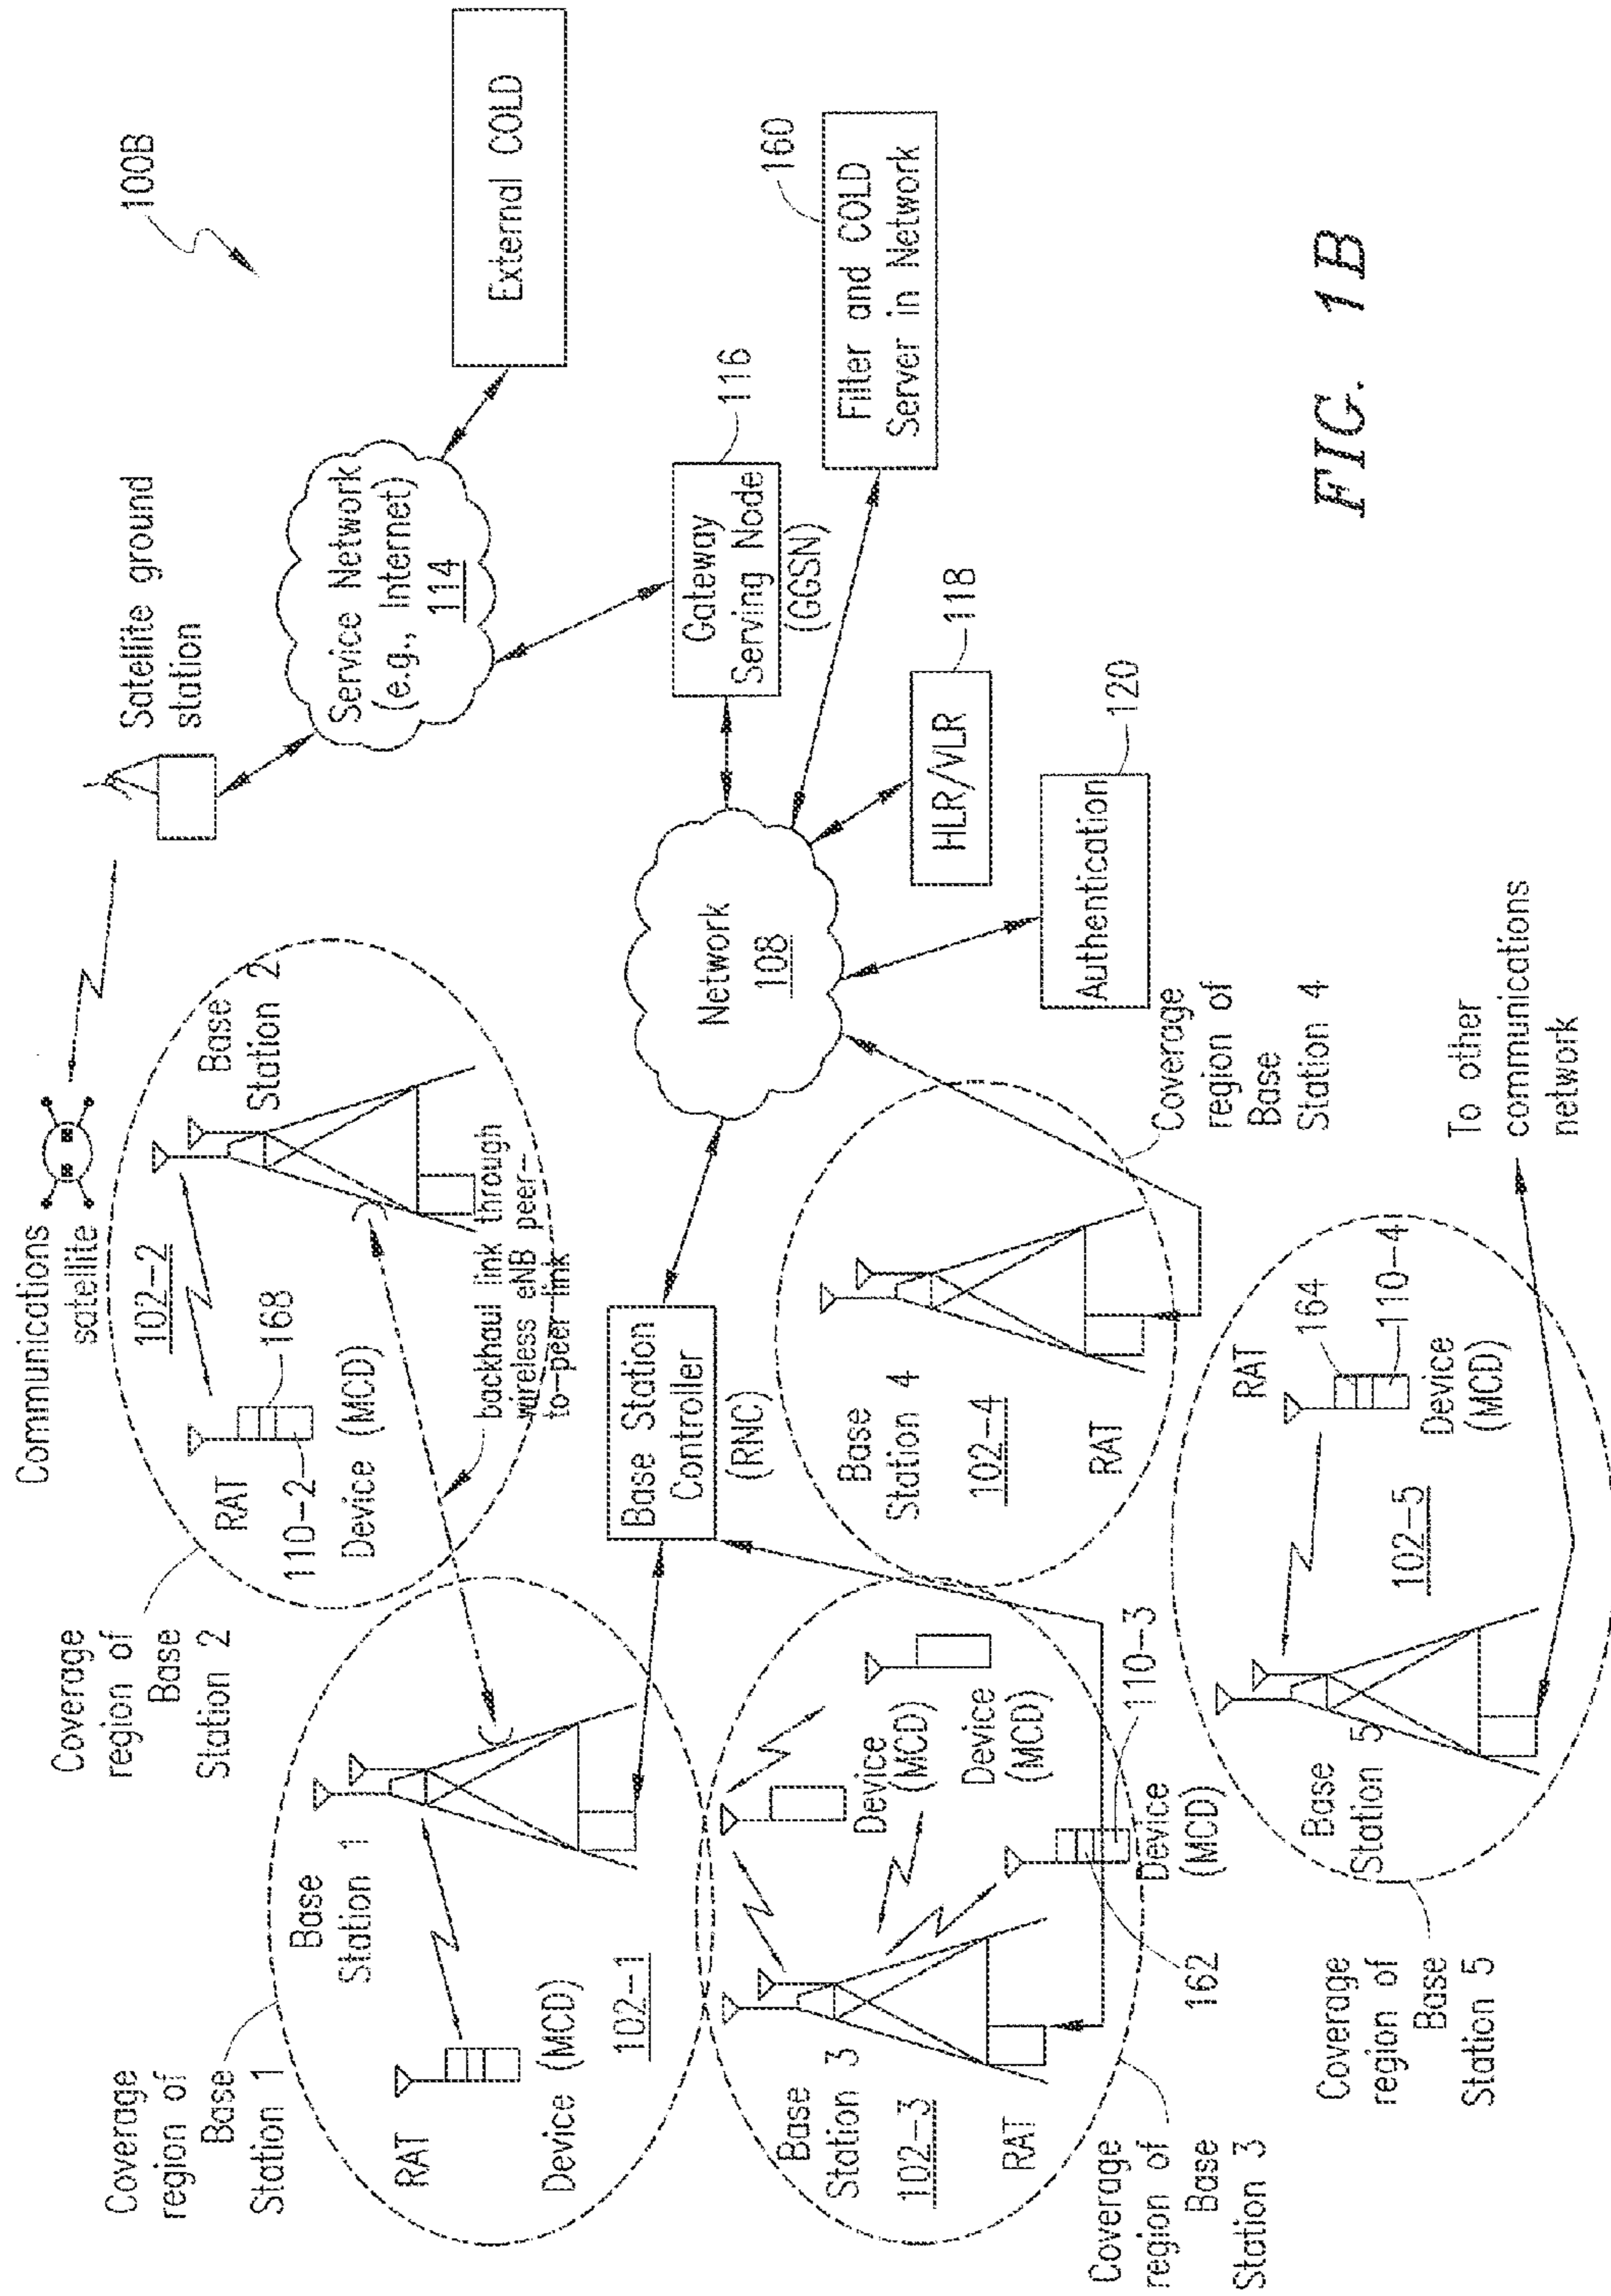 100B
Communications
satellite
Satellite ground
station
Service Network
(e.g., Internet)
114
External COLD
Coverage
region of
Base
Station 2
102-2
Base
Station 2
RAT
110-2
168
Device (MCD)
backhaul link through
wireless eNB peer-
to-peer link
Coverage
region of
Base
Station 1
Base
Station 1
RAT
Device (MCD)
102-1
Base Station
Controller
(RNC)
Network
108
Gateway
Serving Node
(GGSN)
116
Filter and COLD
Server in Network
160
HLR/VLR
118
Authentication
120
Base
Station 3
102-3
RAT
Device
(MCD)
Device
(MCD)
Device
(MCD)
110-3
162
Coverage
region of
Base
Station 3
Base
Station 4
102-4
RAT
Coverage
region of
Base
Station 4
RAT
164
110-4
Device
(MCD)
102-5
Base
Station 5
Coverage
region of
Base
Station 5
To other
communications
network
FIG. 1B